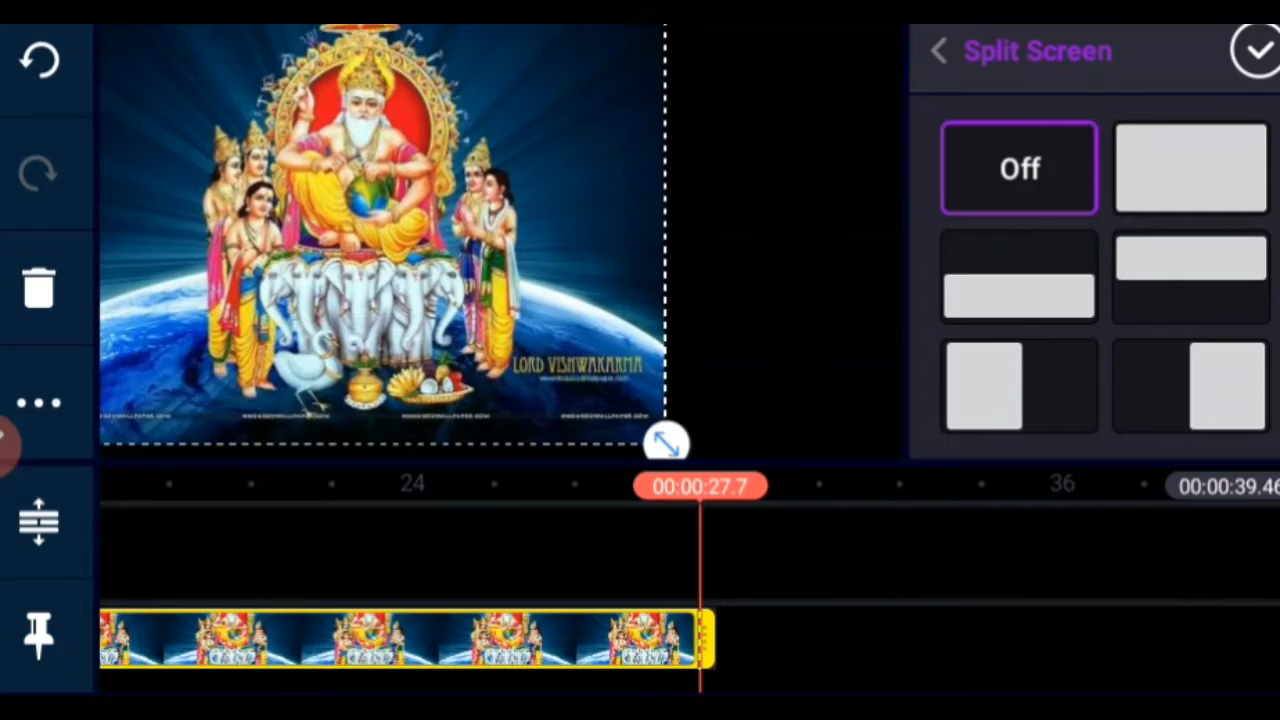 Split Screen
Off
LORD VISHWAKARMA
24
00:00:27.7
36
00:00:39.46